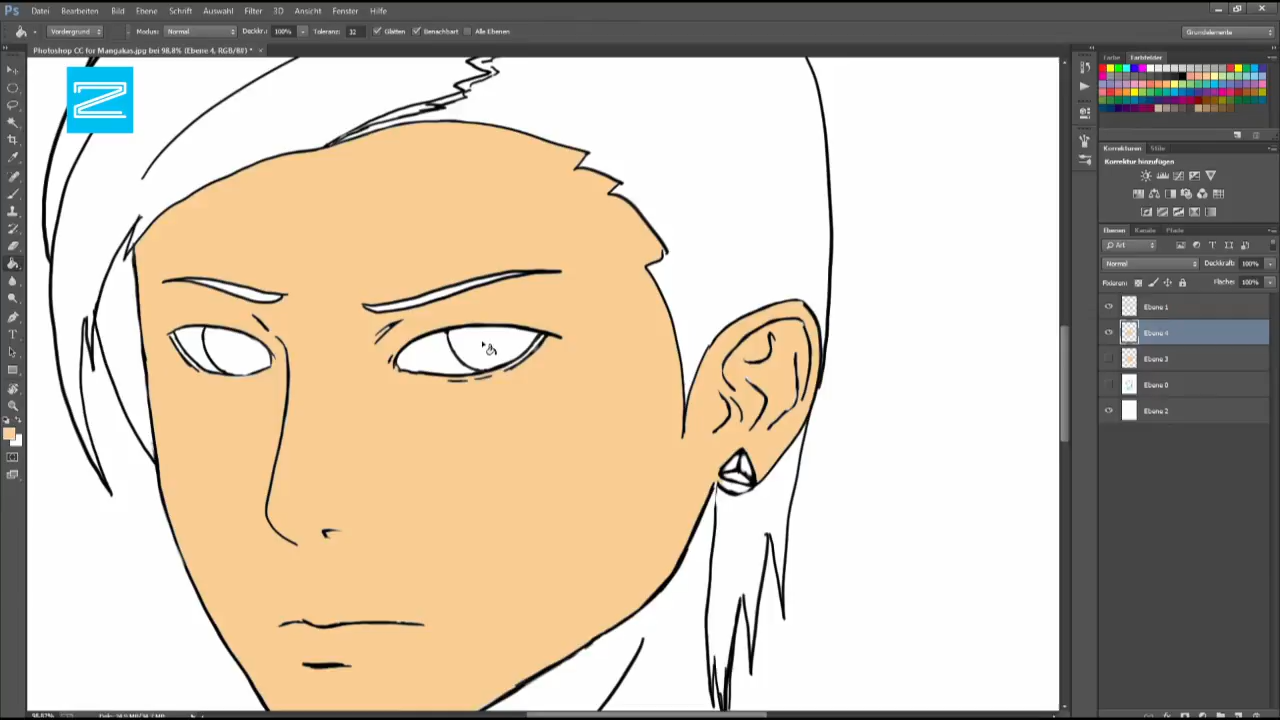 Ps Datei Bearbeiten Bild Ebene Schrift Auswahl Filter 3D Ansicht Fenster Hilfe
Vordergrund Modus: Normal Deckkr.: 100% Toleranz: 32 Glätten Benachbart Alle Ebenen Grundelemente
Photoshop CC for Mangakas.jpg bei 98,8% (Ebene 4, RGB/8#) *
Farbe Farbfelder
Z
Korrekturen Stile
Korrektur hinzufügen
Ebenen Kanäle Pfade
Art
Normal Deckkraft: 100%
Fixieren: Fläche: 100%
Ebene 1
Ebene 4
Ebene 3
Ebene 0
Ebene 2